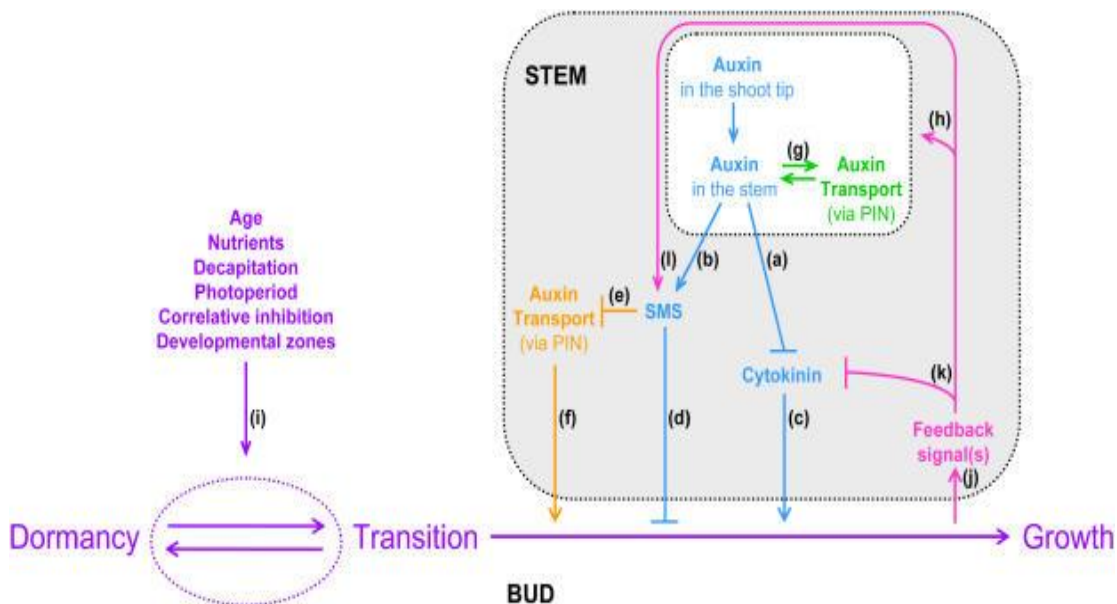 STEM
Auxin
in the shoot tip
(h)
(g)
Auxin
in the stem
Auxin
Transport
(via PIN)
Age
Nutrients
Decapitation
Photoperiod
Correlative inhibition
Developmental zones
(l)
(b)
(a)
Auxin
Transport
(via PIN)
(e)
SMS
Cytokinin
(k)
(i)
(f)
(d)
(c)
Feedback
signal(s)
(j)
Dormancy
Transition
Growth
BUD